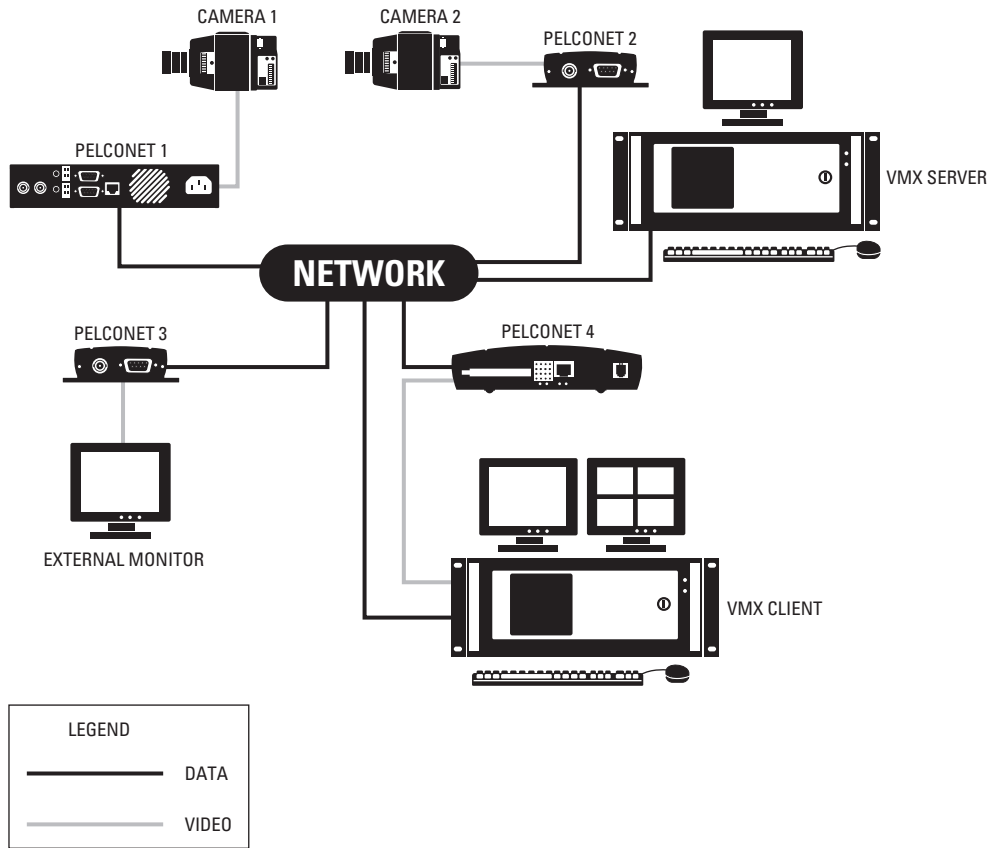 CAMERA 1
CAMERA 2
PELCONET 2
PELCONET 1
VMX SERVER
NETWORK
PELCONET 3
PELCONET 4
EXTERNAL MONITOR
VMX CLIENT
LEGEND
DATA
VIDEO